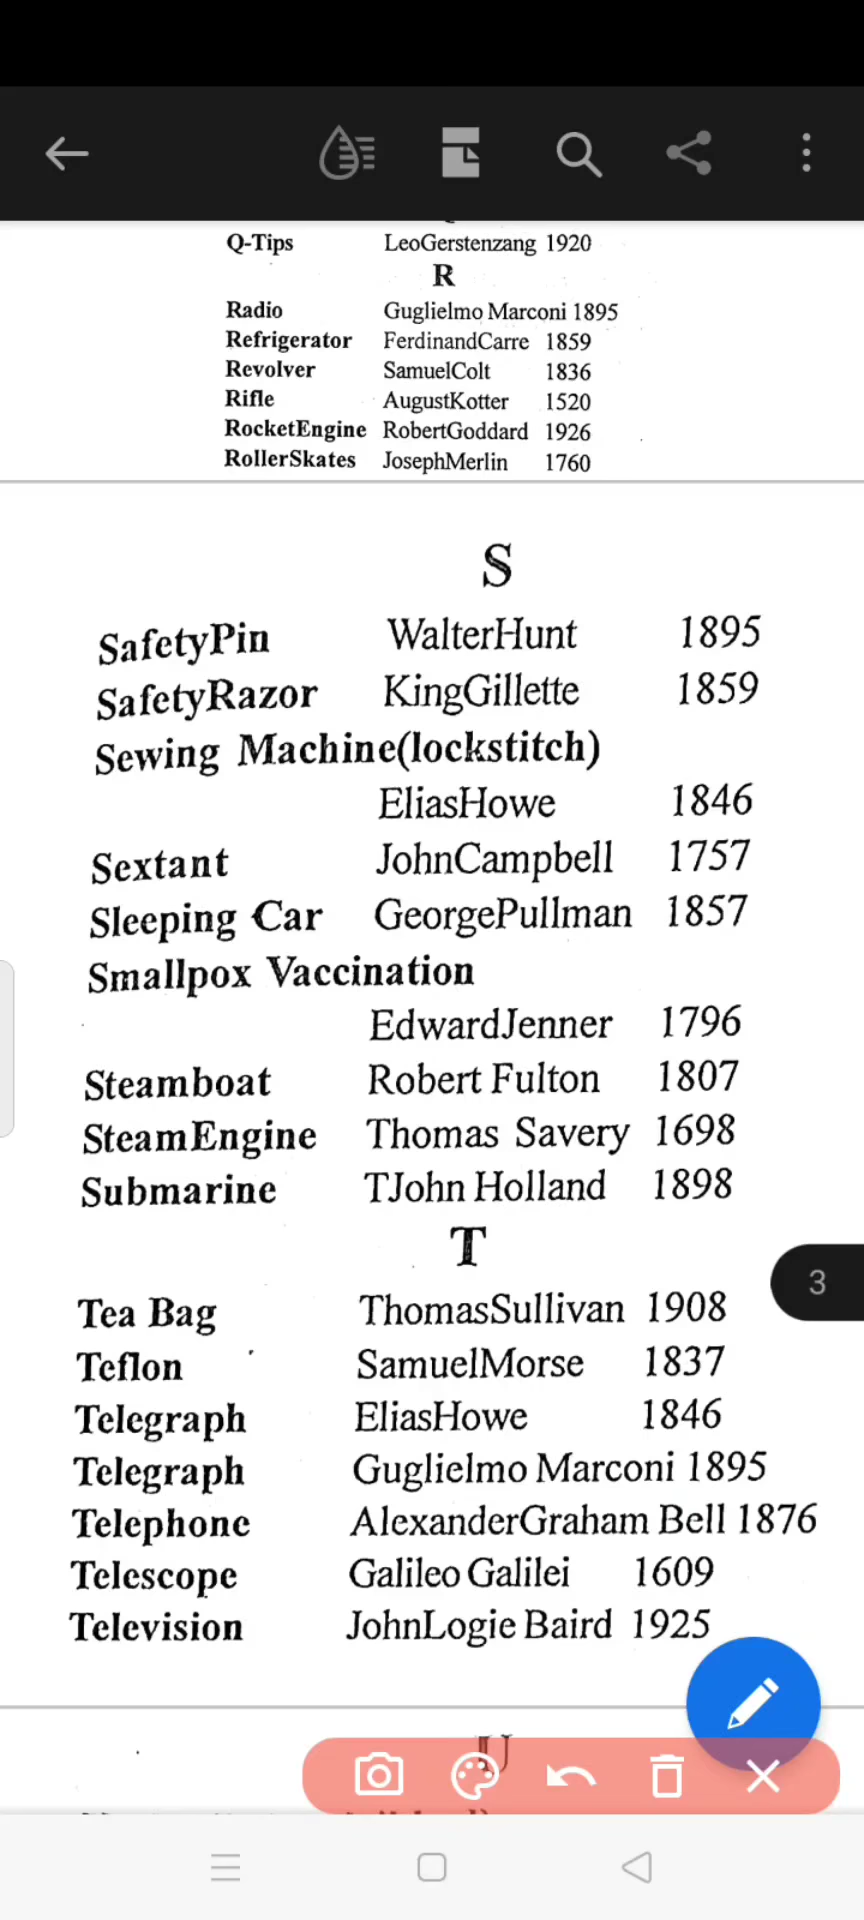 Q-Tips LeoGerstenzang 1920
R
Radio Guglielmo Marconi 1895
Refrigerator FerdinandCarre 1859
Revolver SamuelColt 1836
Rifle AugustKotter 1520
RocketEngine RobertGoddard 1926
RollerSkates JosephMerlin 1760
S
SafetyPin WalterHunt 1895
SafetyRazor KingGillette 1859
Sewing Machine(lockstitch)
EliasHowe 1846
Sextant JohnCampbell 1757
Sleeping Car GeorgePullman 1857
Smallpox Vaccination
EdwardJenner 1796
Steamboat Robert Fulton 1807
SteamEngine Thomas Savery 1698
Submarine TJohn Holland 1898
T
3
Tea Bag ThomasSullivan 1908
Teflon SamuelMorse 1837
Telegraph EliasHowe 1846
Telegraph Guglielmo Marconi 1895
Telephone AlexanderGraham Bell 1876
Telescope Galileo Galilei 1609
Television JohnLogie Baird 1925
U